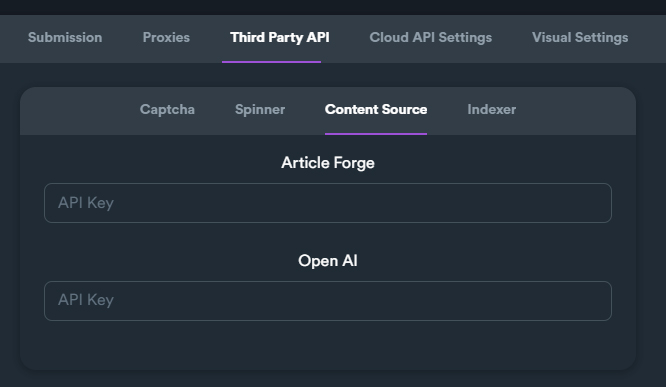 Submission Proxies Third Party API Cloud API Settings Visual Settings
Captcha Spinner Content Source Indexer
Article Forge
API Key
Open AI
API Key